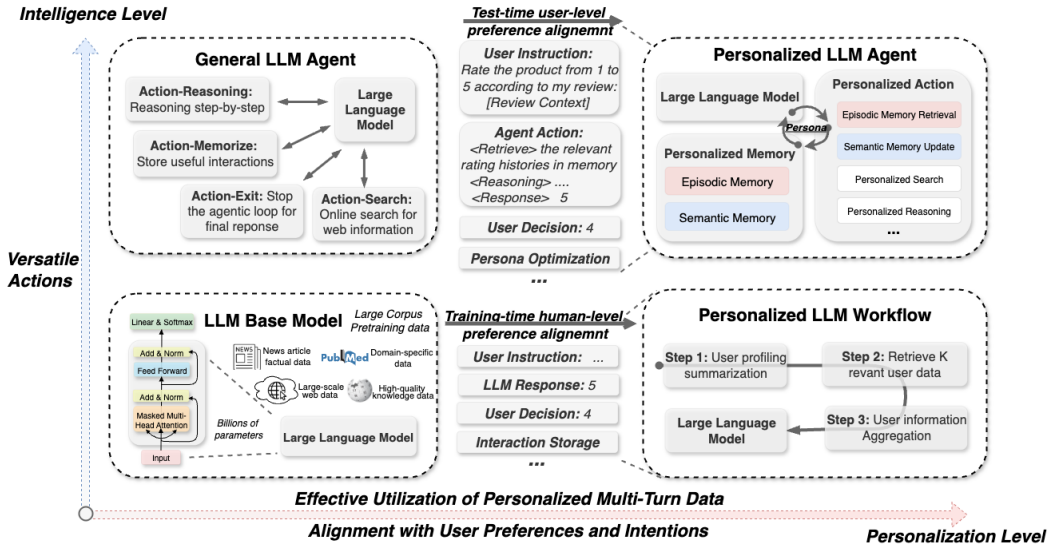 Intelligence Level
Versatile
Actions
General LLM Agent
Action-Reasoning:
Reasoning step-by-step
Action-Memorize:
Store useful interactions
Action-Exit: Stop
the agentic loop for
final reponse
Action-Search:
Online search for
web information
Large
Language
Model
Test-time user-level
preference alignemnt
User Instruction:
Rate the product from 1 to
5 according to my review:
[Review Context]
Agent Action:
<Retrieve> the relevant
rating histories in memory
<Reasoning> ....
<Response> 5
User Decision: 4
Persona Optimization
...
Personalized LLM Agent
Large Language Model
Persona
Personalized Memory
Episodic Memory
Semantic Memory
Personalized Action
Episodic Memory Retrieval
Semantic Memory Update
Personalized Search
Personalized Reasoning
...
LLM Base Model
Large Corpus
Pretraining data
Linear & Softmax
Add & Norm
Feed Forward
Add & Norm
Masked Multi-
Head Attention
Input
NEWS
News article
factual data
PubMed
Domain-specific
data
Large-scale
web data
High-quality
knowledge data
Billions of
parameters
Large Language Model
Training-time human-level
preference alignemnt
User Instruction: ...
LLM Response: 5
User Decision: 4
Interaction Storage
...
Personalized LLM Workflow
Step 1: User profiling
summarization
Step 2: Retrieve K
revant user data
Large Language
Model
Step 3: User information
Aggregation
Effective Utilization of Personalized Multi-Turn Data
Alignment with User Preferences and Intentions
Personalization Level